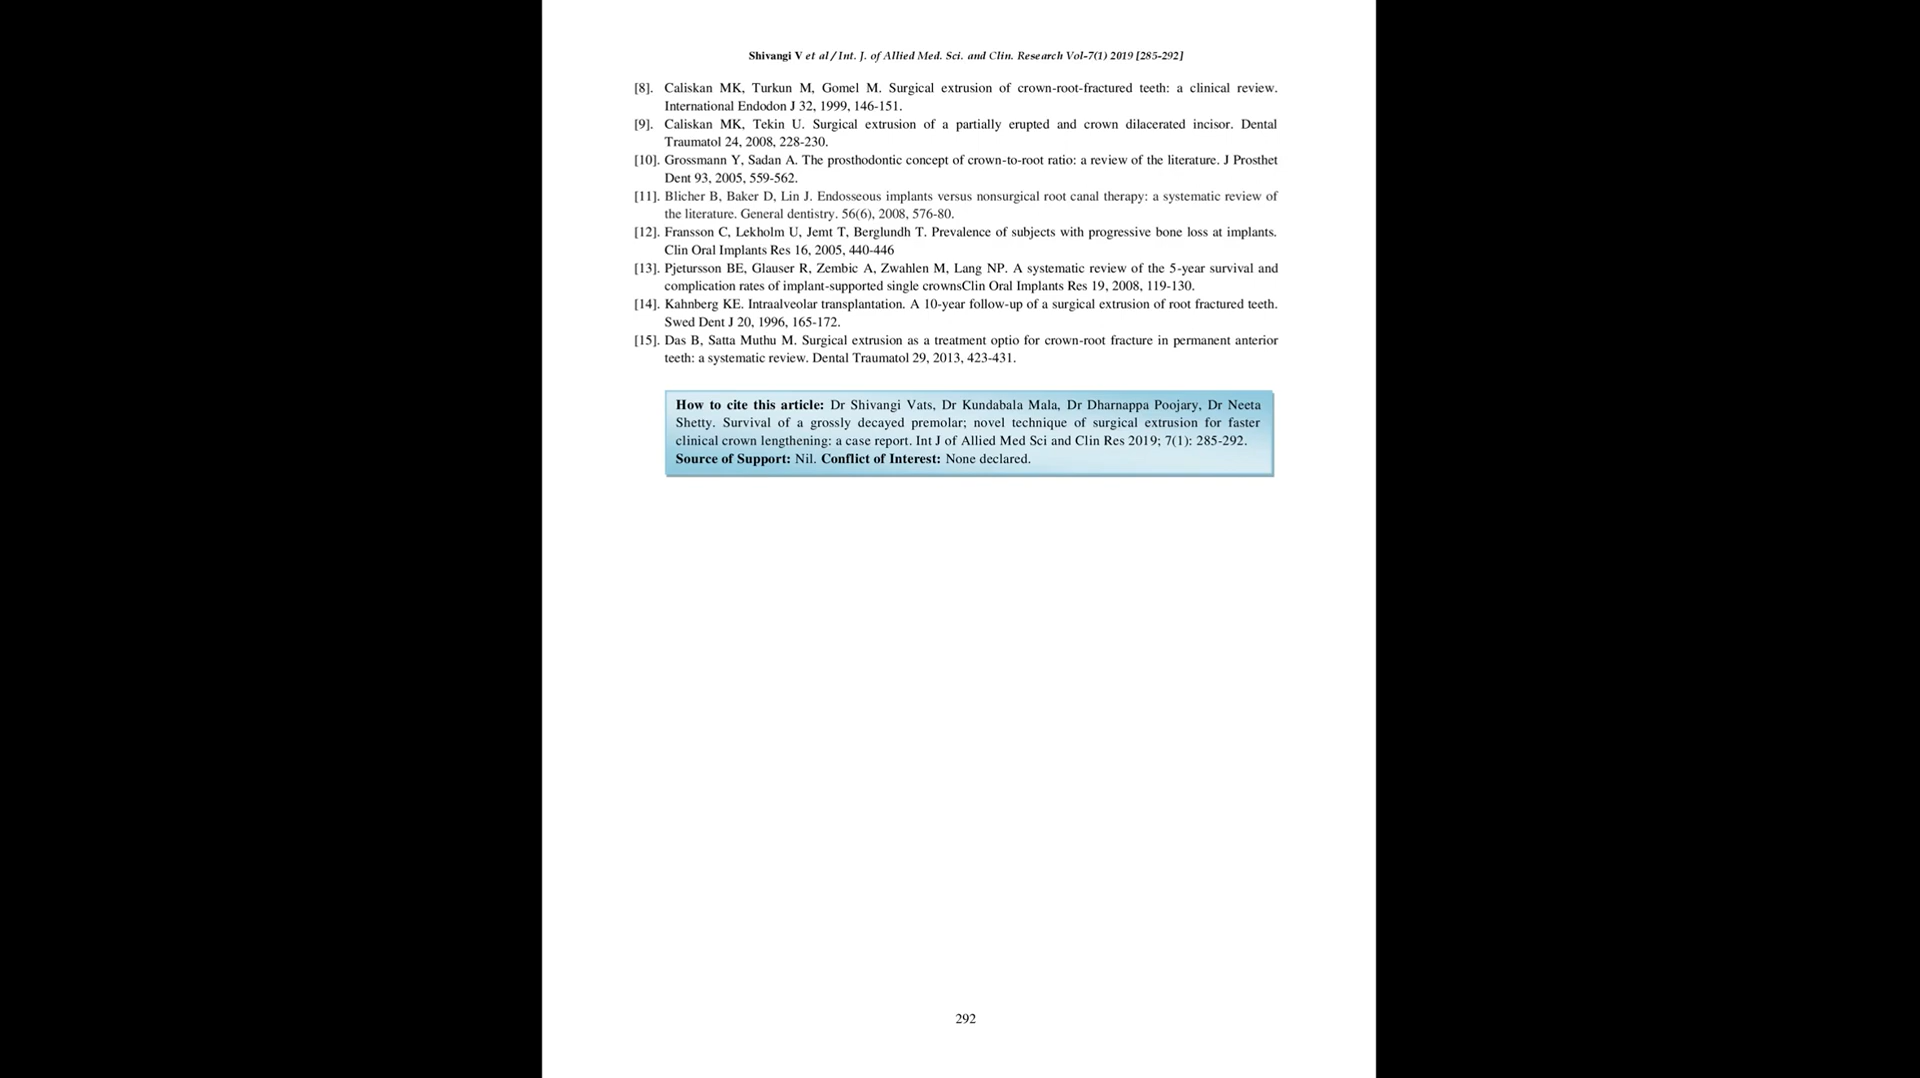 Shivangi V et al / Int. J. of Allied Med. Sci. and Clin. Research Vol-7(1) 2019 [285-292]
[8]. Caliskan MK, Turkun M, Gomel M. Surgical extrusion of crown-root-fractured teeth: a clinical review.
International Endodon J 32, 1999, 146-151.
[9]. Caliskan MK, Tekin U. Surgical extrusion of a partially erupted and crown dilacerated incisor. Dental
Traumatol 24, 2008, 228-230.
[10]. Grossmann Y, Sadan A. The prosthodontic concept of crown-to-root ratio: a review of the literature. J Prosthet
Dent 93, 2005, 559-562.
[11]. Blicher B, Baker D, Lin J. Endosseous implants versus nonsurgical root canal therapy: a systematic review of
the literature. General dentistry. 56(6), 2008, 576-80.
[12]. Fransson C, Lekholm U, Jemt T, Berglundh T. Prevalence of subjects with progressive bone loss at implants.
Clin Oral Implants Res 16, 2005, 440-446
[13]. Pjetursson BE, Glauser R, Zembic A, Zwahlen M, Lang NP. A systematic review of the 5-year survival and
complication rates of implant-supported single crownsClin Oral Implants Res 19, 2008, 119-130.
[14]. Kahnberg KE. Intraalveolar transplantation. A 10-year follow-up of a surgical extrusion of root fractured teeth.
Swed Dent J 20, 1996, 165-172.
[15]. Das B, Satta Muthu M. Surgical extrusion as a treatment optio for crown-root fracture in permanent anterior
teeth: a systematic review. Dental Traumatol 29, 2013, 423-431.
How to cite this article: Dr Shivangi Vats, Dr Kundabala Mala, Dr Dharnappa Poojary, Dr Neeta
Shetty. Survival of a grossly decayed premolar; novel technique of surgical extrusion for faster
clinical crown lengthening: a case report. Int J of Allied Med Sci and Clin Res 2019; 7(1): 285-292.
Source of Support: Nil. Conflict of Interest: None declared.
292